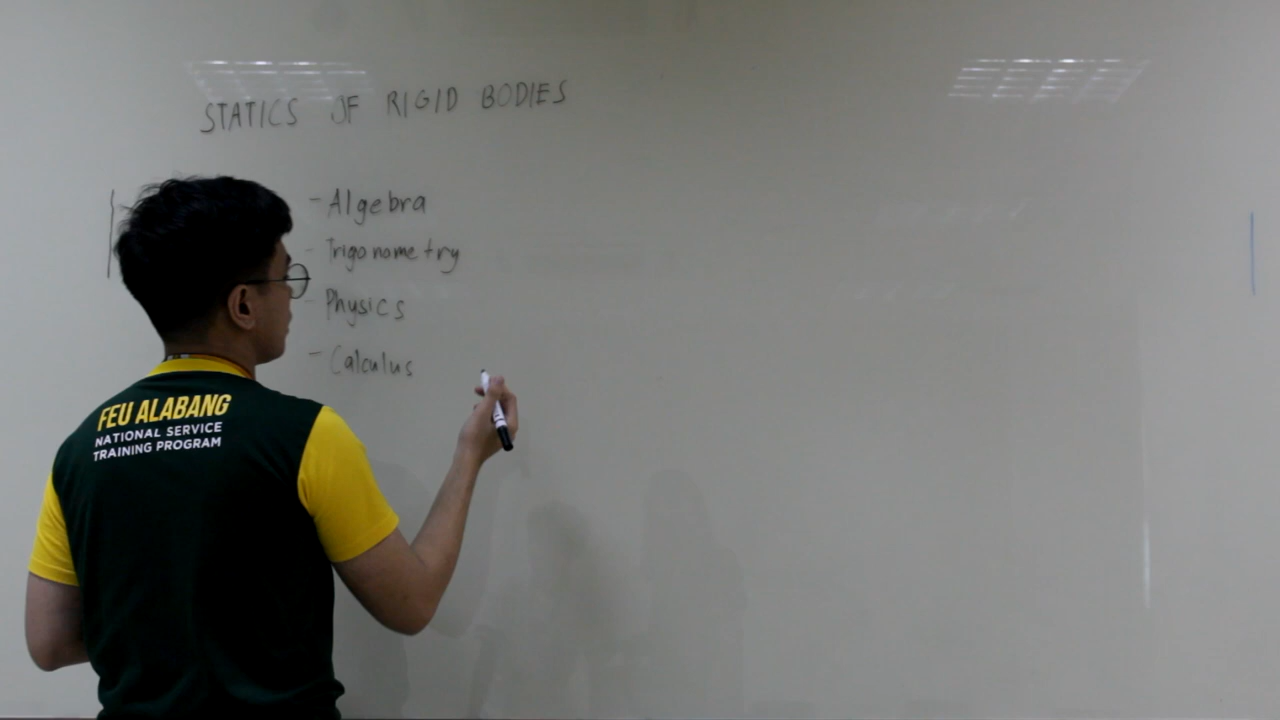 STATICS OF RIGID BODIES
- Algebra
- Trigonometry
- Physics
- Calculus
FEU ALABANG
NATIONAL SERVICE
TRAINING PROGRAM